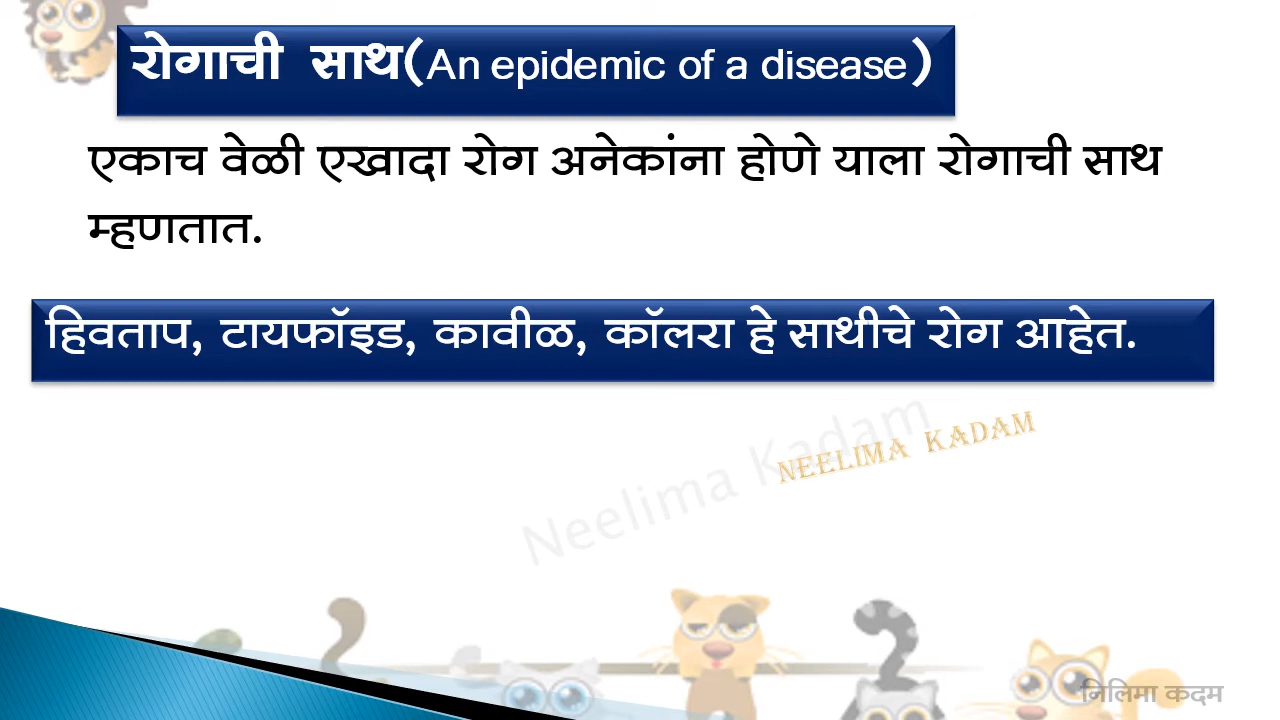 रोगाची साथ(An epidemic of a disease)
एकाच वेळी एखादा रोग अनेकांना होणे याला रोगाची साथ
म्हणतात.
हिवताप, टायफॉइड, कावीळ, कॉलरा हे साथीचे रोग आहेत.
Neelima Kadam
NEELIMA KADAM
निलिमा कदम